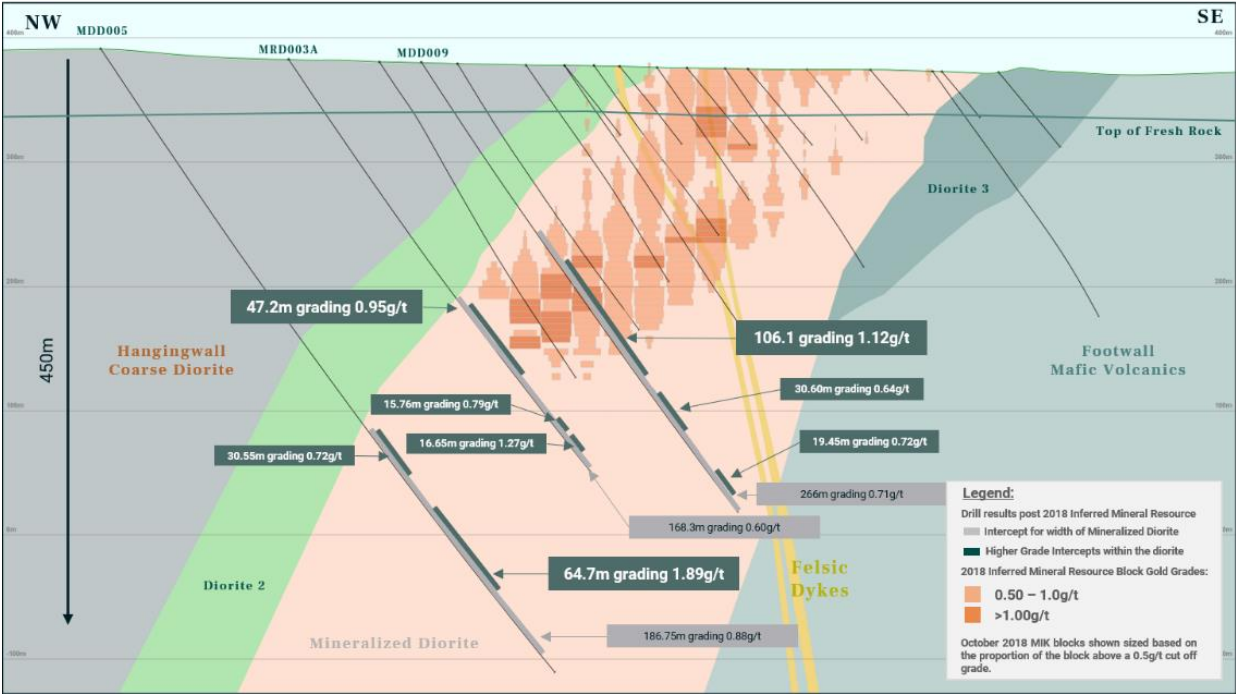 NW
SE
MDD005
400m
400m
MRD003A
MDD009
Top of Fresh Rock
300m
300m
Diorite 3
200m
200m
47.2m grading 0.95g/t
106.1 grading 1.12g/t
450m
Hangingwall
Coarse Diorite
Footwall
Mafic Volcanics
30.60m grading 0.64g/t
15.76m grading 0.79g/t
100m
100m
16.65m grading 1.27g/t
19.45m grading 0.72g/t
30.55m grading 0.72g/t
266m grading 0.71g/t
168.3m grading 0.60g/t
0m
0m
64.7m grading 1.89g/t
Felsic
Dykes
Diorite 2
186.75m grading 0.88g/t
Mineralized Diorite
-100m
Legend:
Drill results post 2018 Inferred Mineral Resource
Intercept for width of Mineralized Diorite
Higher Grade Intercepts within the diorite
2018 Inferred Mineral Resource Block Gold Grades:
0.50 – 1.0g/t
>1.00g/t
October 2018 MIK blocks shown sized based on
the proportion of the block above a 0.5g/t cut off
grade.